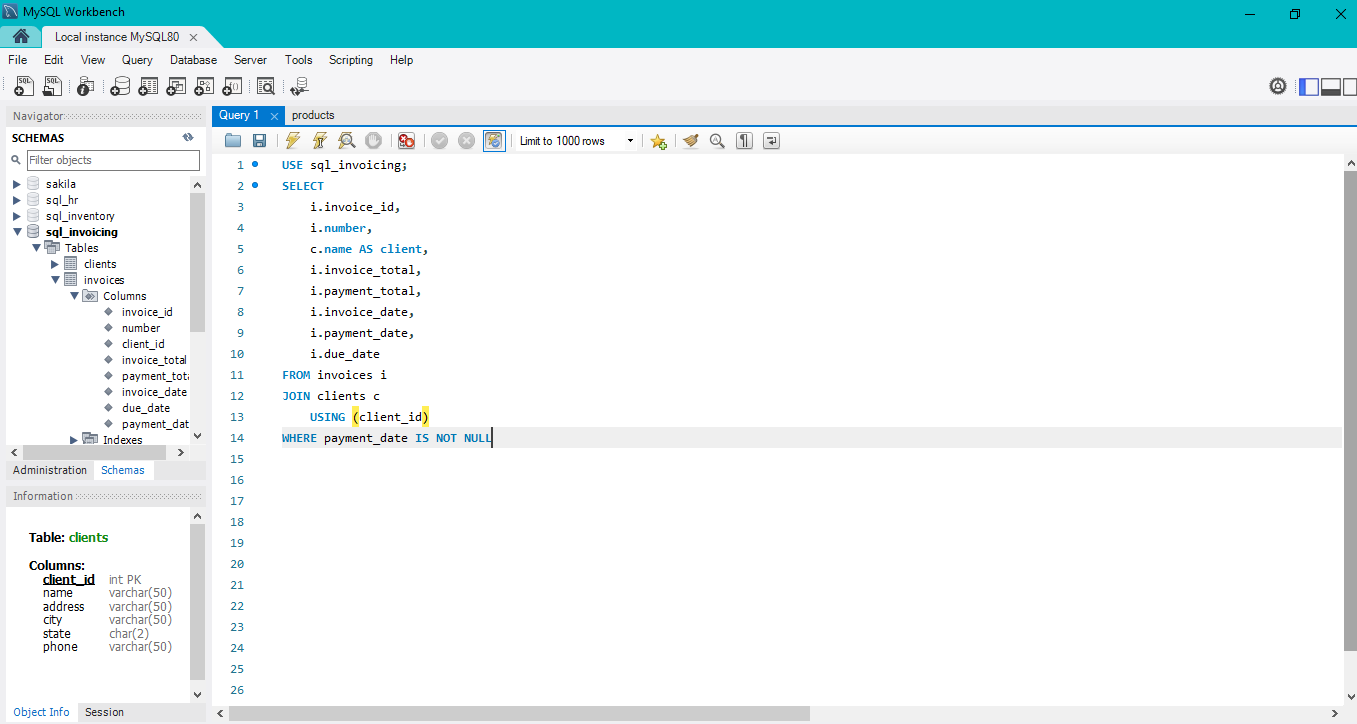 MySQL Workbench
Local instance MySQL80
File Edit View Query Database Server Tools Scripting Help
Navigator
SCHEMAS
Filter objects
sakila
sql_hr
sql_inventory
sql_invoicing
Tables
clients
invoices
Columns
invoice_id
number
client_id
invoice_total
payment_tota
invoice_date
due_date
payment_dat
Indexes
Administration Schemas
Information
Table: clients
Columns:
client_id int PK
name varchar(50)
address varchar(50)
city varchar(50)
state char(2)
phone varchar(50)
Object Info Session
Query 1 products
Limit to 1000 rows
1 USE sql_invoicing;
2 SELECT
3 i.invoice_id,
4 i.number,
5 c.name AS client,
6 i.invoice_total,
7 i.payment_total,
8 i.invoice_date,
9 i.payment_date,
10 i.due_date
11 FROM invoices i
12 JOIN clients c
13 USING (client_id)
14 WHERE payment_date IS NOT NULL
15
16
17
18
19
20
21
22
23
24
25
26